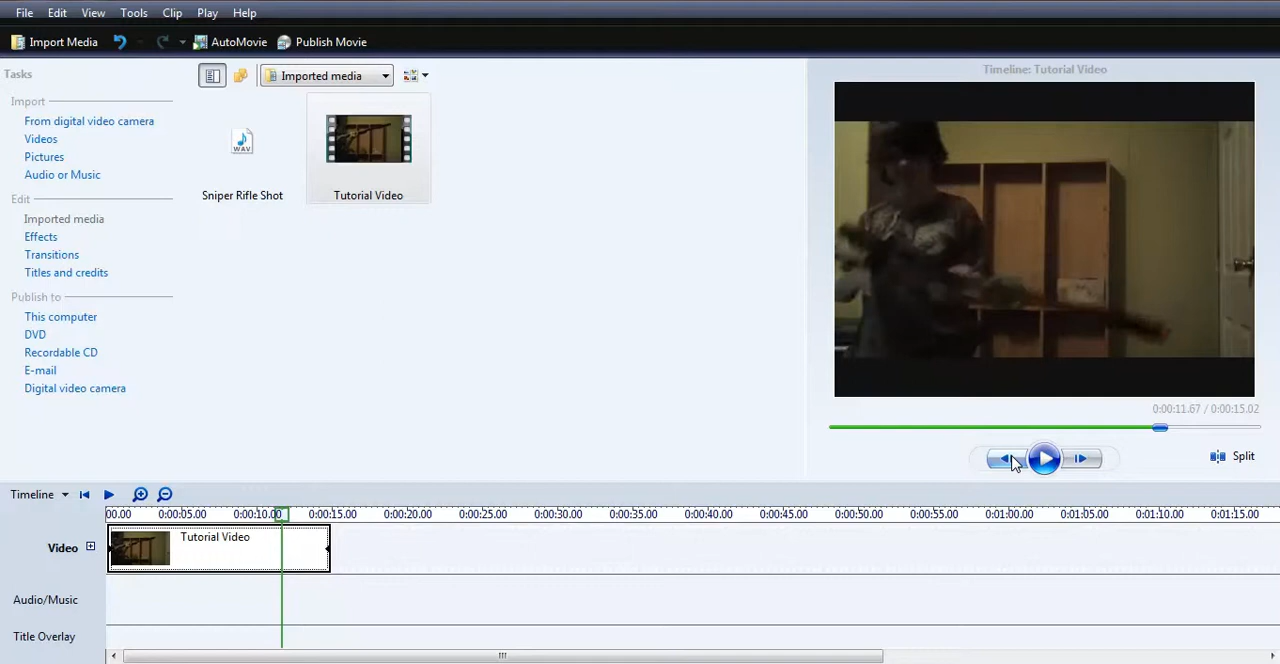 File Edit View Tools Clip Play Help
Import Media AutoMovie Publish Movie
Tasks
Import
From digital video camera
Videos
Pictures
Audio or Music
Edit
Imported media
Effects
Transitions
Titles and credits
Publish to
This computer
DVD
Recordable CD
E-mail
Digital video camera
Imported media
WAV
Sniper Rifle Shot
Tutorial Video
Timeline: Tutorial Video
0:00:11.67 / 0:00:15.02
Split
Timeline
00.00 0:00:05.00 0:00:10.00 0:00:15.00 0:00:20.00 0:00:25.00 0:00:30.00 0:00:35.00 0:00:40.00 0:00:45.00 0:00:50.00 0:00:55.00 0:01:00.00 0:01:05.00 0:01:10.00 0:01:15.00
Video
Tutorial Video
Audio/Music
Title Overlay